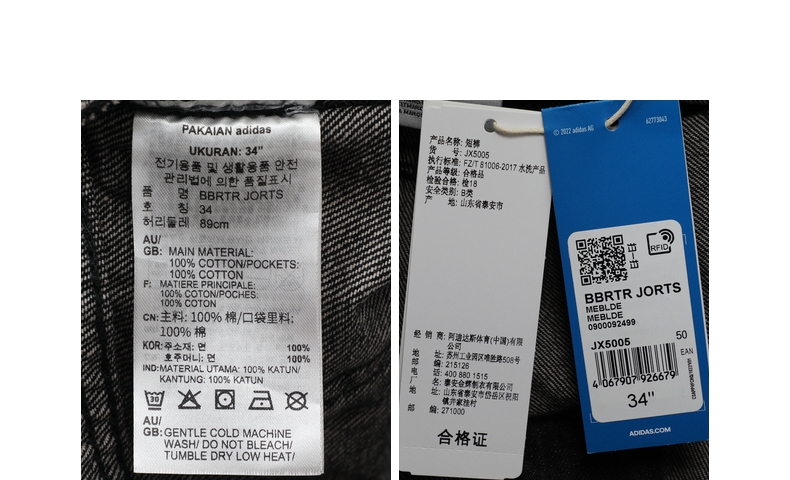 PAKAIAN adidas
UKURAN: 34"
전기용품 및 생활용품 안전
관리법에 의한 품질표시
품 명 BBRTR JORTS
호 칭 34
허리둘레 89cm
AU/
GB: MAIN MATERIAL:
100% COTTON/POCKETS:
100% COTTON
F: MATIERE PRINCIPALE:
100% COTON/POCHES:
100% COTON
CN: 主料: 100% 棉/口袋里料:
100% 棉
KOR: 주소재: 면 100%
호주머니: 면 100%
IND: MATERIAL UTAMA: 100% KATUN/
KANTUNG: 100% KATUN
30
AU/
GB: GENTLE COLD MACHINE
WASH/ DO NOT BLEACH/
TUMBLE DRY LOW HEAT/
产品名称: 短裤
货 号: JX5005
执行标准: FZ/T 81006-2017 水洗产品
产品等级: 合格品
检验合格: 检18
安全类别: B类
产 地: 山东省泰安市
经 销 商: 阿迪达斯体育(中国)有限
公司
地 址: 苏州工业园区唯胜路508号
邮 编: 215126
电 话: 400 880 1515
厂 名: 泰安金辉制衣有限公司
地 址: 山东省泰安市岱岳区祝阳
镇井家洼村
邮 编: 271000
合格证
© 2022 adidas AG
62773043
RFID
BBRTR JORTS
MEBLDE
MEBLDE
0900092499
JX5005
50
EAN
4 067907 926679
34"
ADIDAS.COM